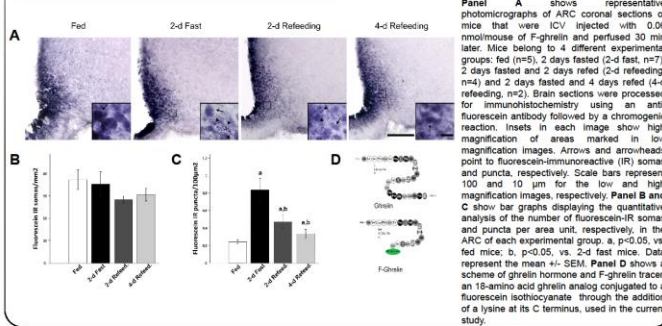 Fed
2-d Fast
2-d Refeeding
4-d Refeeding
A
B
Fluorescein IR somas/mm2
Fed
2-d Fast
2-d Refeed
4-d Refeed
C
Fluorescein IR puncta/100µm2
a
a,b
a,b
Fed
2-d Fast
2-d Refeed
4-d Refeed
D
Ghrelin
F-Ghrelin
Panel A shows representative
photomicrographs of ARC coronal sections
mice that were ICV injected with
nmol/mouse of F-ghrelin and perfused 30 min
later. Mice belong to 4 different experimental
groups: fed (n=5), 2 days fasted (2-d fast, n=7)
2 days fasted and 2 days refed (2-d refeeding,
n=4) and 2 days fasted and 4 days refed (4-d
refeeding, n=2). Brain sections were processed
for immunohistochemistry using an anti
fluorescein antibody followed by a chromogenic
reaction. Insets in each image show high
magnification of areas marked in low
magnification images. Arrows and arrowheads
point to fluorescein-immunoreactive (IR) somas
and puncta, respectively. Scale bars represent
100 and 10 µm for the low and high
magnification images, respectively. Panel B and
C show bar graphs displaying the quantitative
analysis of the number of fluorescein-IR somas
and puncta per area unit, respectively, in the
ARC of each experimental group. a, p<0.05, vs.
fed mice; b, p<0.05, vs. 2-d fast mice. Data
represent the mean +/- SEM. Panel D shows a
scheme of ghrelin hormone and F-ghrelin tracer
an 18-amino acid ghrelin analog conjugated to a
fluorescein isothiocyanate through the addition
of a lysine at its C terminus, used in the current
study.